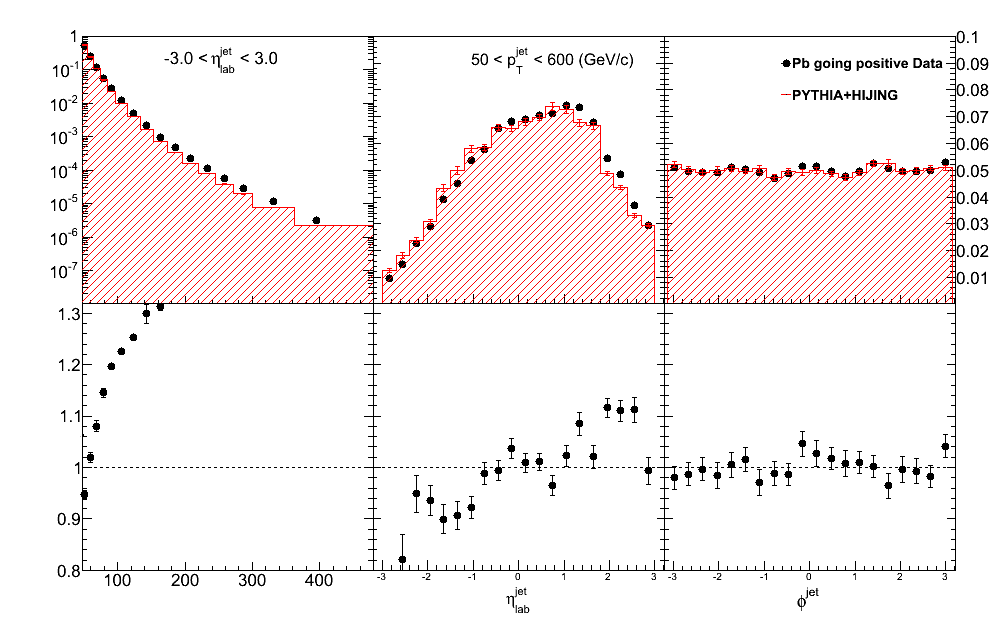 -3.0 < η^jet_lab < 3.0
50 < p^jet_T < 600 (GeV/c)
Pb going positive Data
PYTHIA+HIJING
1
10^-1
10^-2
10^-3
10^-4
10^-5
10^-6
10^-7
0.1
0.09
0.08
0.07
0.06
0.05
0.04
0.03
0.02
0.01
1.3
1.2
1.1
1
0.9
0.8
100 200 300 400
-3 -2 -1 0 1 2 3
-3 -2 -1 0 1 2 3
η^jet_lab
ϕ^jet